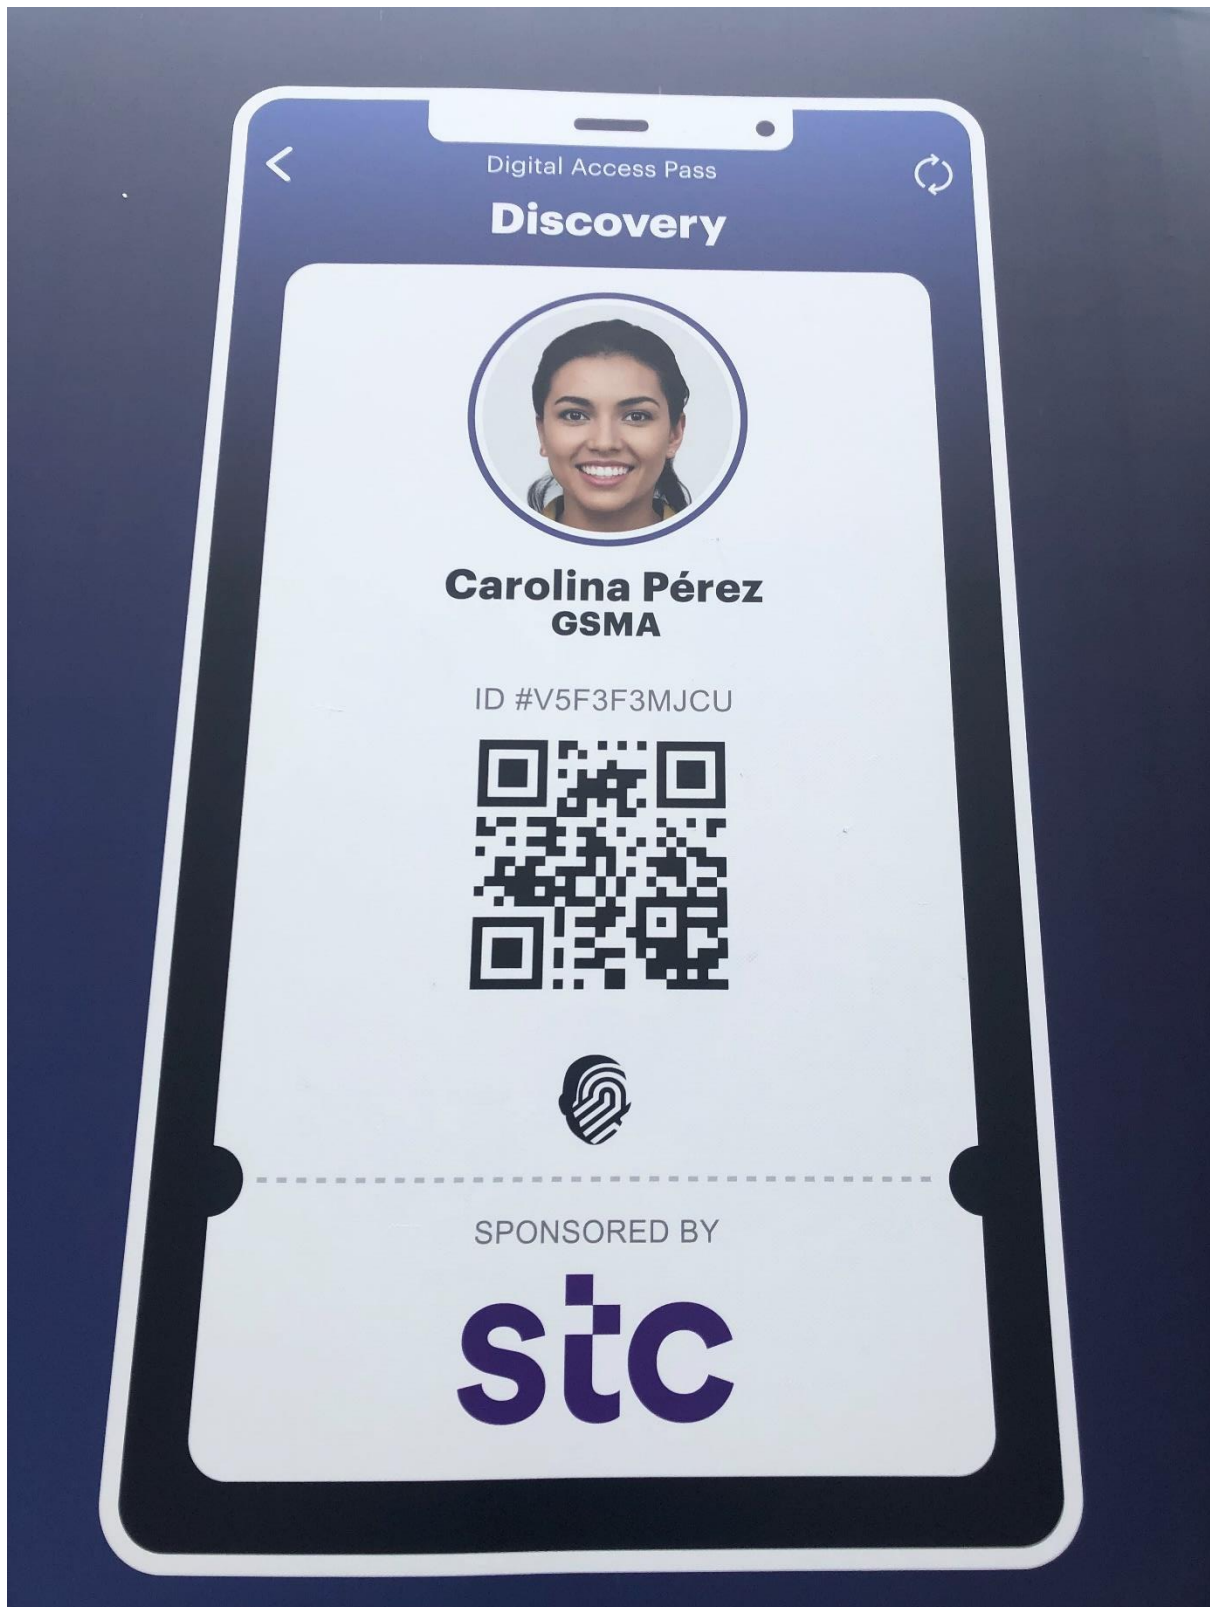 Digital Access Pass
Discovery
Carolina Pérez
GSMA
ID #V5F3F3MJCU
SPONSORED BY
stc